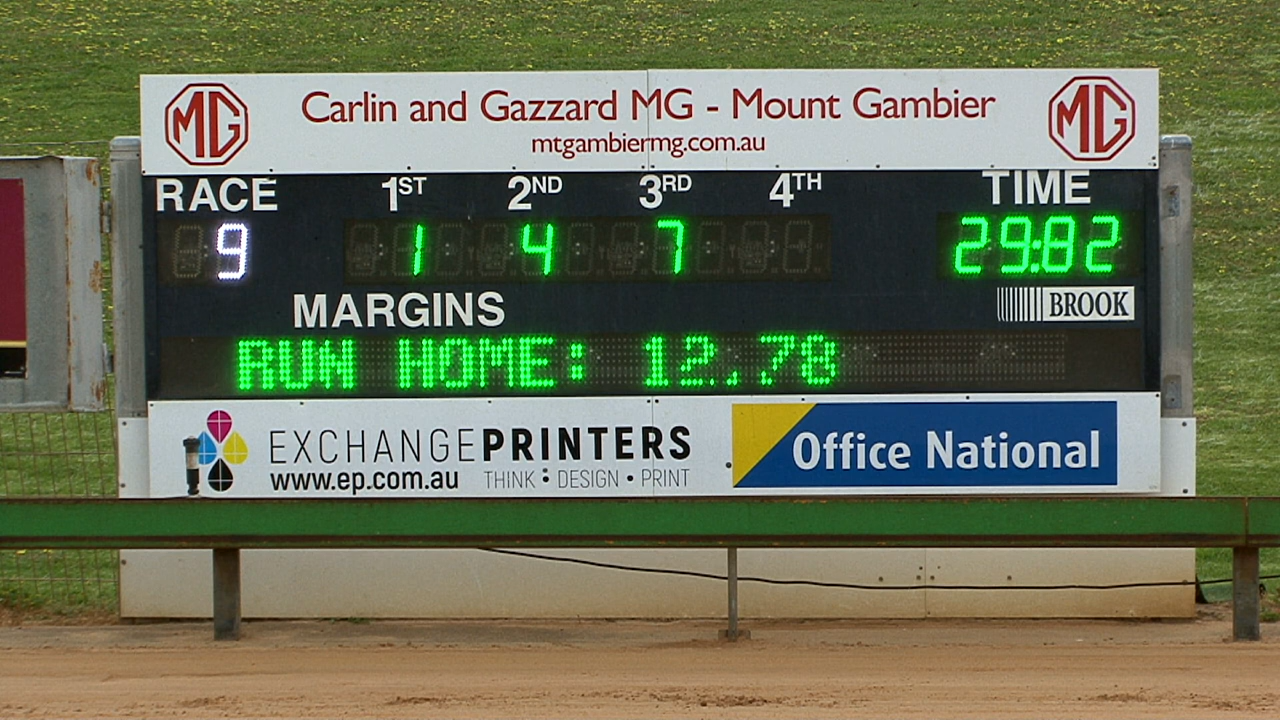 MG Carlin and Gazzard MG - Mount Gambier MG
mtgambiermg.com.au
RACE 1ST 2ND 3RD 4TH TIME
9 1 4 7 29:82
MARGINS BROOK
RUN HOME: 12.78
EXCHANGEPRINTERS Office National
www.ep.com.au THINK : DESIGN • PRINT